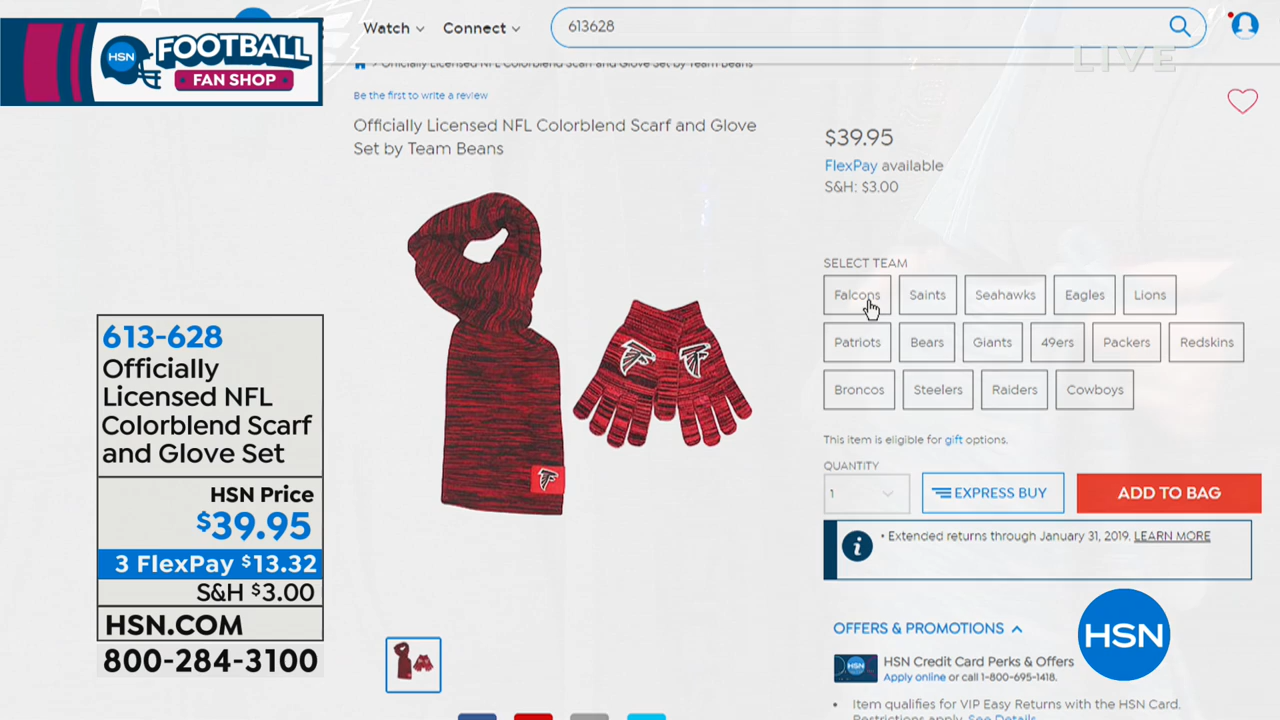 HSN
FOOTBALL
FAN SHOP
Watch
Connect
613628
LIVE
Officially Licensed NFL Colorblend Scarf and Glove Set by Team Beans
Be the first to write a review
Officially Licensed NFL Colorblend Scarf and Glove
Set by Team Beans
$39.95
FlexPay available
S&H: $3.00
SELECT TEAM
Falcons
Saints
Seahawks
Eagles
Lions
Patriots
Bears
Giants
49ers
Packers
Redskins
Broncos
Steelers
Raiders
Cowboys
This item is eligible for gift options.
QUANTITY
1
EXPRESS BUY
ADD TO BAG
• Extended returns through January 31, 2019. LEARN MORE
OFFERS & PROMOTIONS
HSN
HSN
HSN Credit Card Perks & Offers
Apply online or call 1-800-695-1418.
• Item qualifies for VIP Easy Returns with the HSN Card.
Restrictions apply. See Details
613-628
Officially
Licensed NFL
Colorblend Scarf
and Glove Set
HSN Price
$39.95
3 FlexPay $13.32
S&H $3.00
HSN.COM
800-284-3100